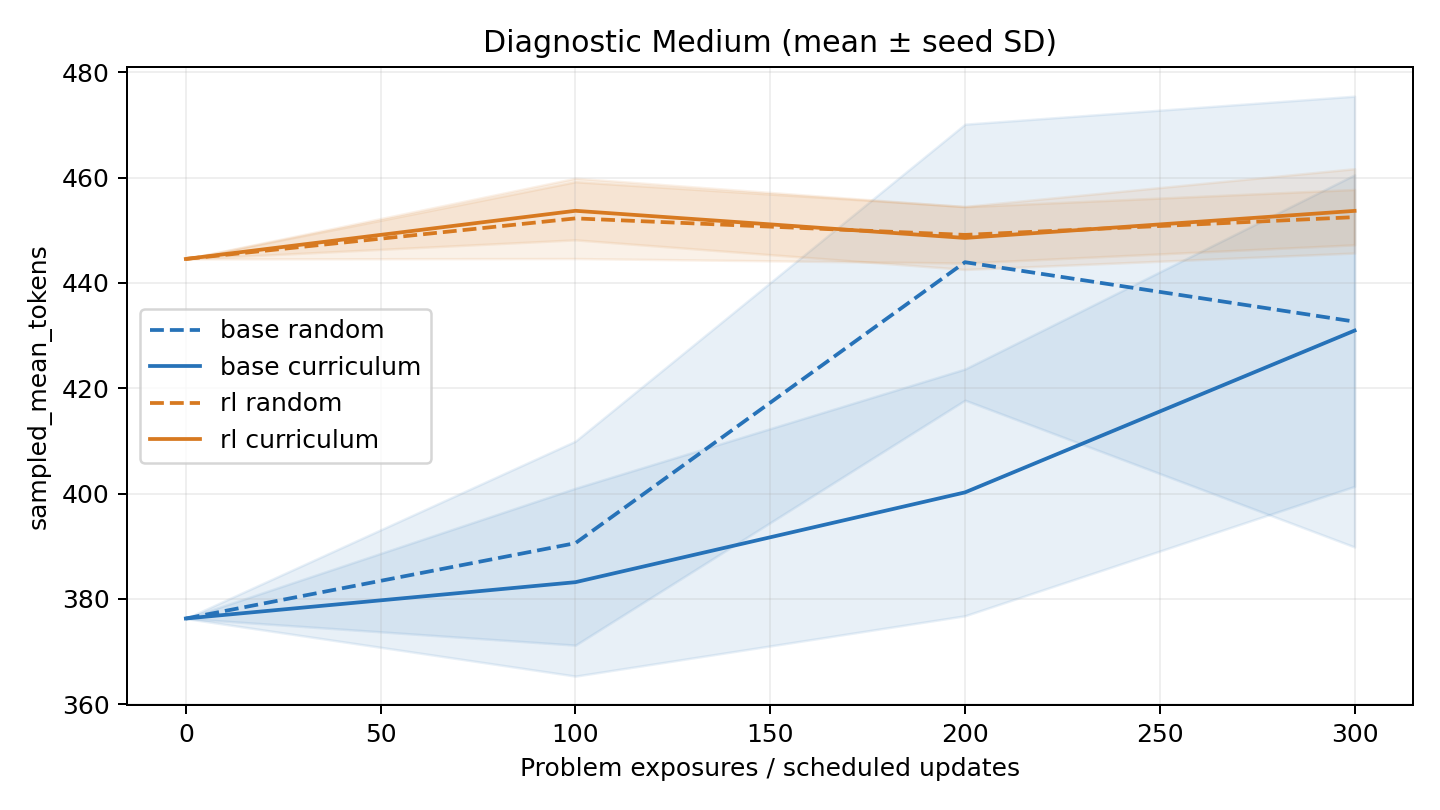 Diagnostic Medium (mean ± seed SD)
sampled_mean_tokens
480
460
440
420
400
380
360
base random
base curriculum
rl random
rl curriculum
0 50 100 150 200 250 300
Problem exposures / scheduled updates